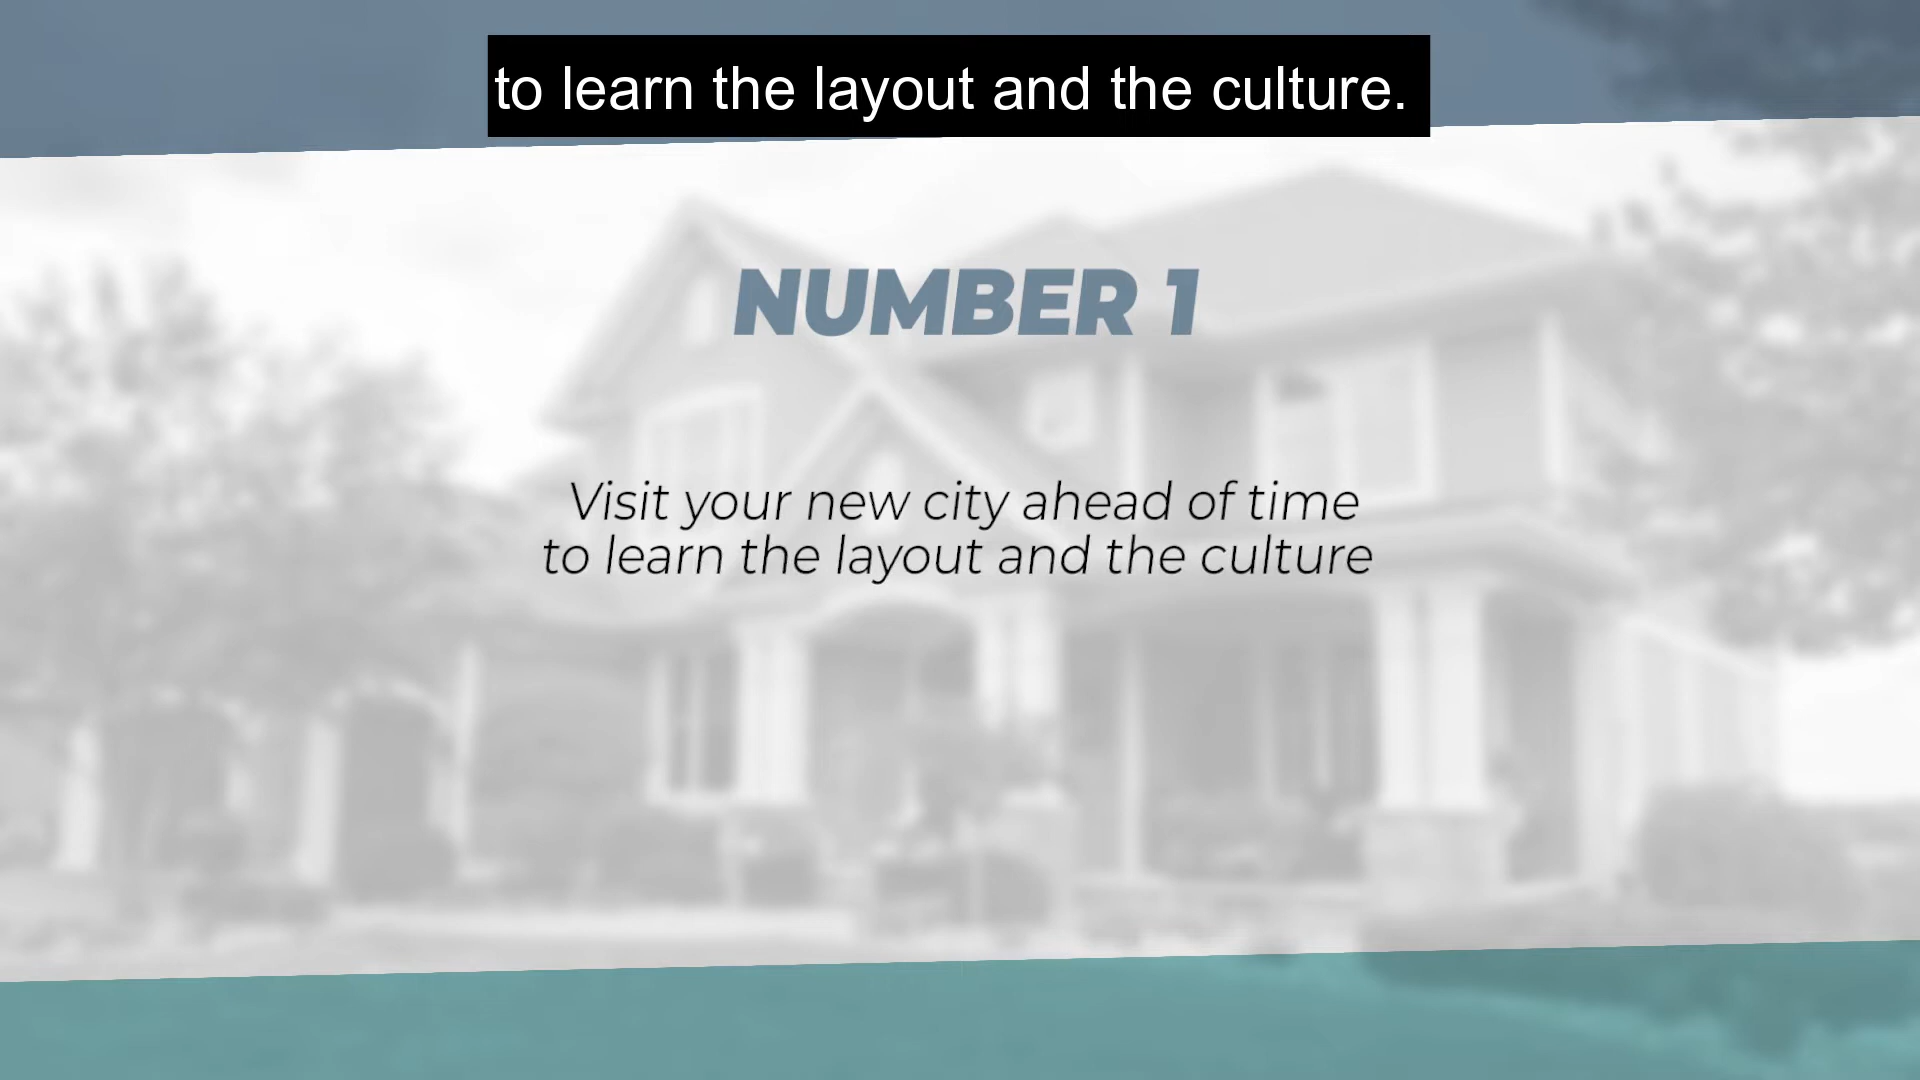 to learn the layout and the culture.
NUMBER 1
Visit your new city ahead of time
to learn the layout and the culture